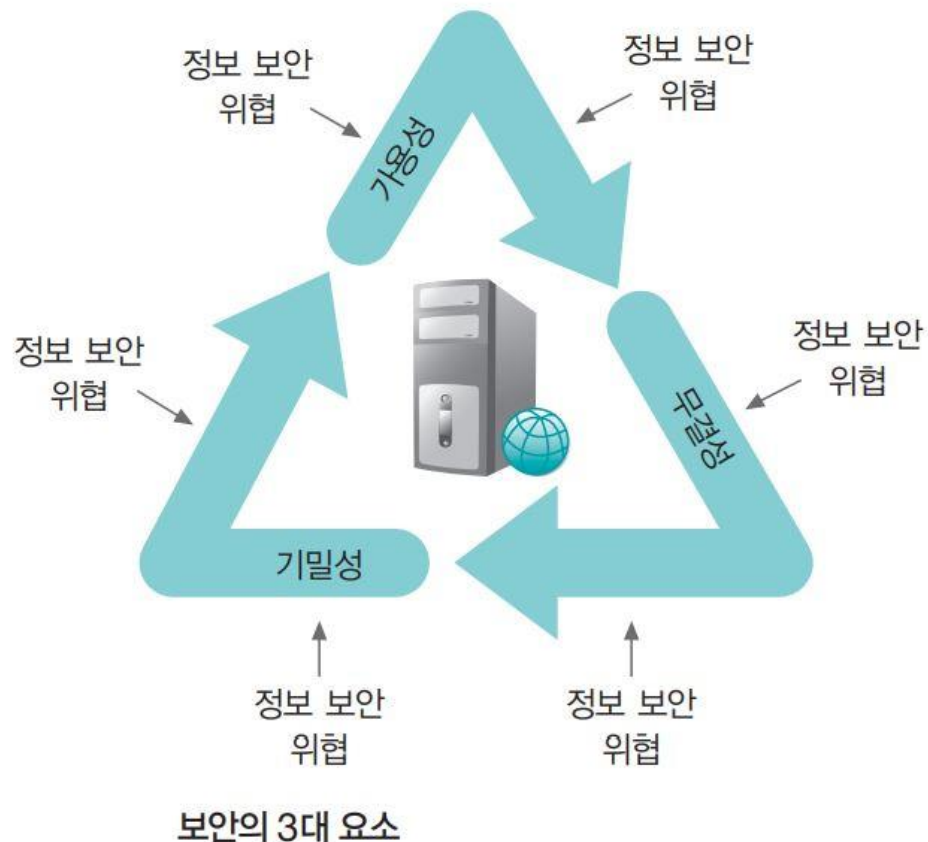 정보 보안
위협
정보 보안
위협
가용성
정보 보안
위협
정보 보안
위협
무결성
기밀성
정보 보안
위협
정보 보안
위협
보안의 3대 요소